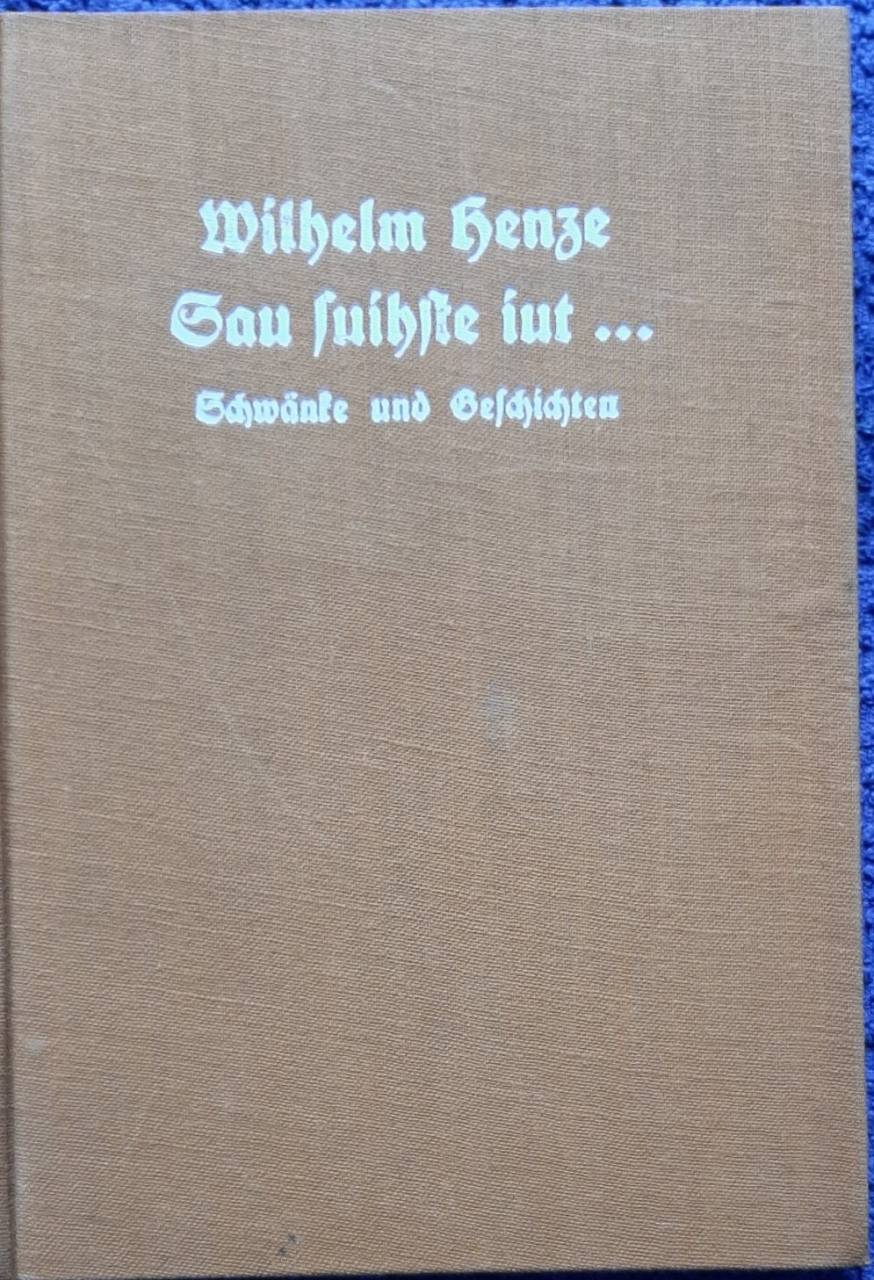 Wilhelm Henze
Sau ſuihſte iut ...
Schwänke und Geſchichten